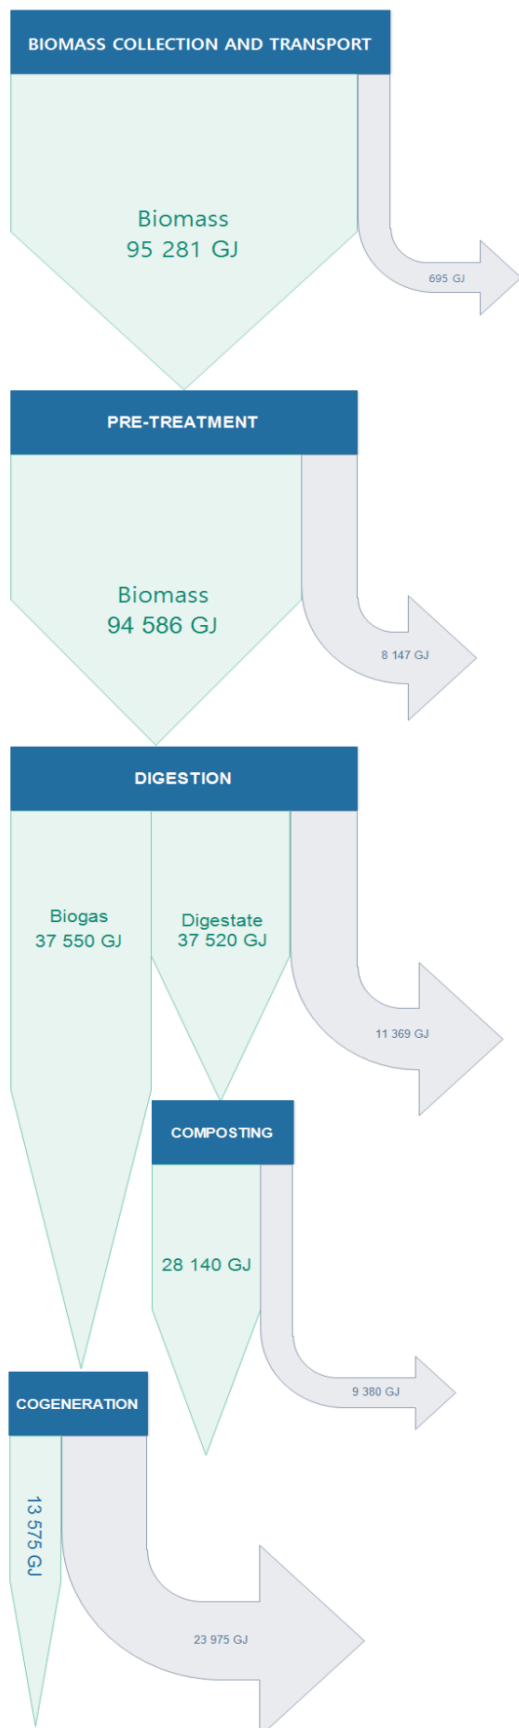 BIOMASS COLLECTION AND TRANSPORT
Biomass
95 281 GJ
695 GJ
PRE-TREATMENT
Biomass
94 586 GJ
8 147 GJ
DIGESTION
Biogas
37 550 GJ
Digestate
37 520 GJ
11 369 GJ
COMPOSTING
28 140 GJ
9 380 GJ
COGENERATION
13 575 GJ
23 975 GJ